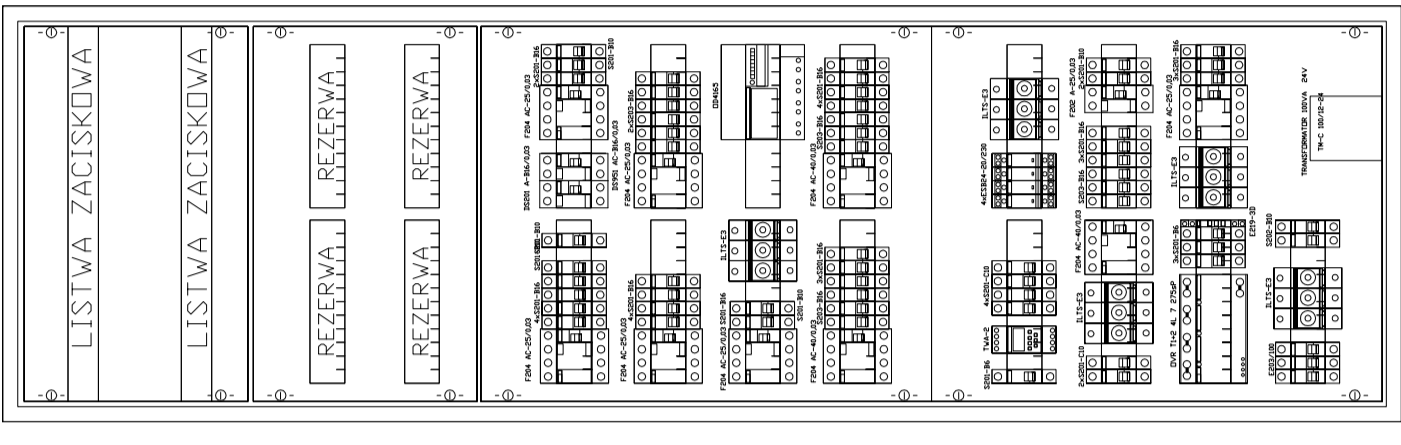 LISTWA ZACISKOWA
LISTWA ZACISKOWA
REZERWA
REZERWA
REZERWA
REZERWA
2xS201-B16
S201-B10
F204 AC-25/0,03
DS201 A-B16/0,03
DS951 AC-B16/0,03
2xS203-B16
F204 AC-25/0,03
OD4165
4xS201-B16
S203-B16
F204 AC-40/0,03
S201-B10
4xS201-B16
F204 AC-25/0,03
4xS201-B16
F204 AC-25/0,03
ILTS-E3
S201-B16
S201-B10
F204 AC-25/0,03
3xS201-B16
S203-B16
F204 AC-40/0,03
ILTS-E3
4xESB24-20/230
F202 A-25/0,03
2xS201-B10
3xS201-B16
S203-B16
3xS201-B16
F204 AC-25/0,03
ILTS-E3
TRANSFORMATOR 100VA 24V
TM-C 100/12-24
4xS201-C10
TWA-2
S201-B6
F204 AC-40/0,03
ILTS-E3
2xS201-C10
E219-3D
3xS201-B6
OVR T1+2 4L 7 275sP
S202-B10
ILTS-E3
E203/100